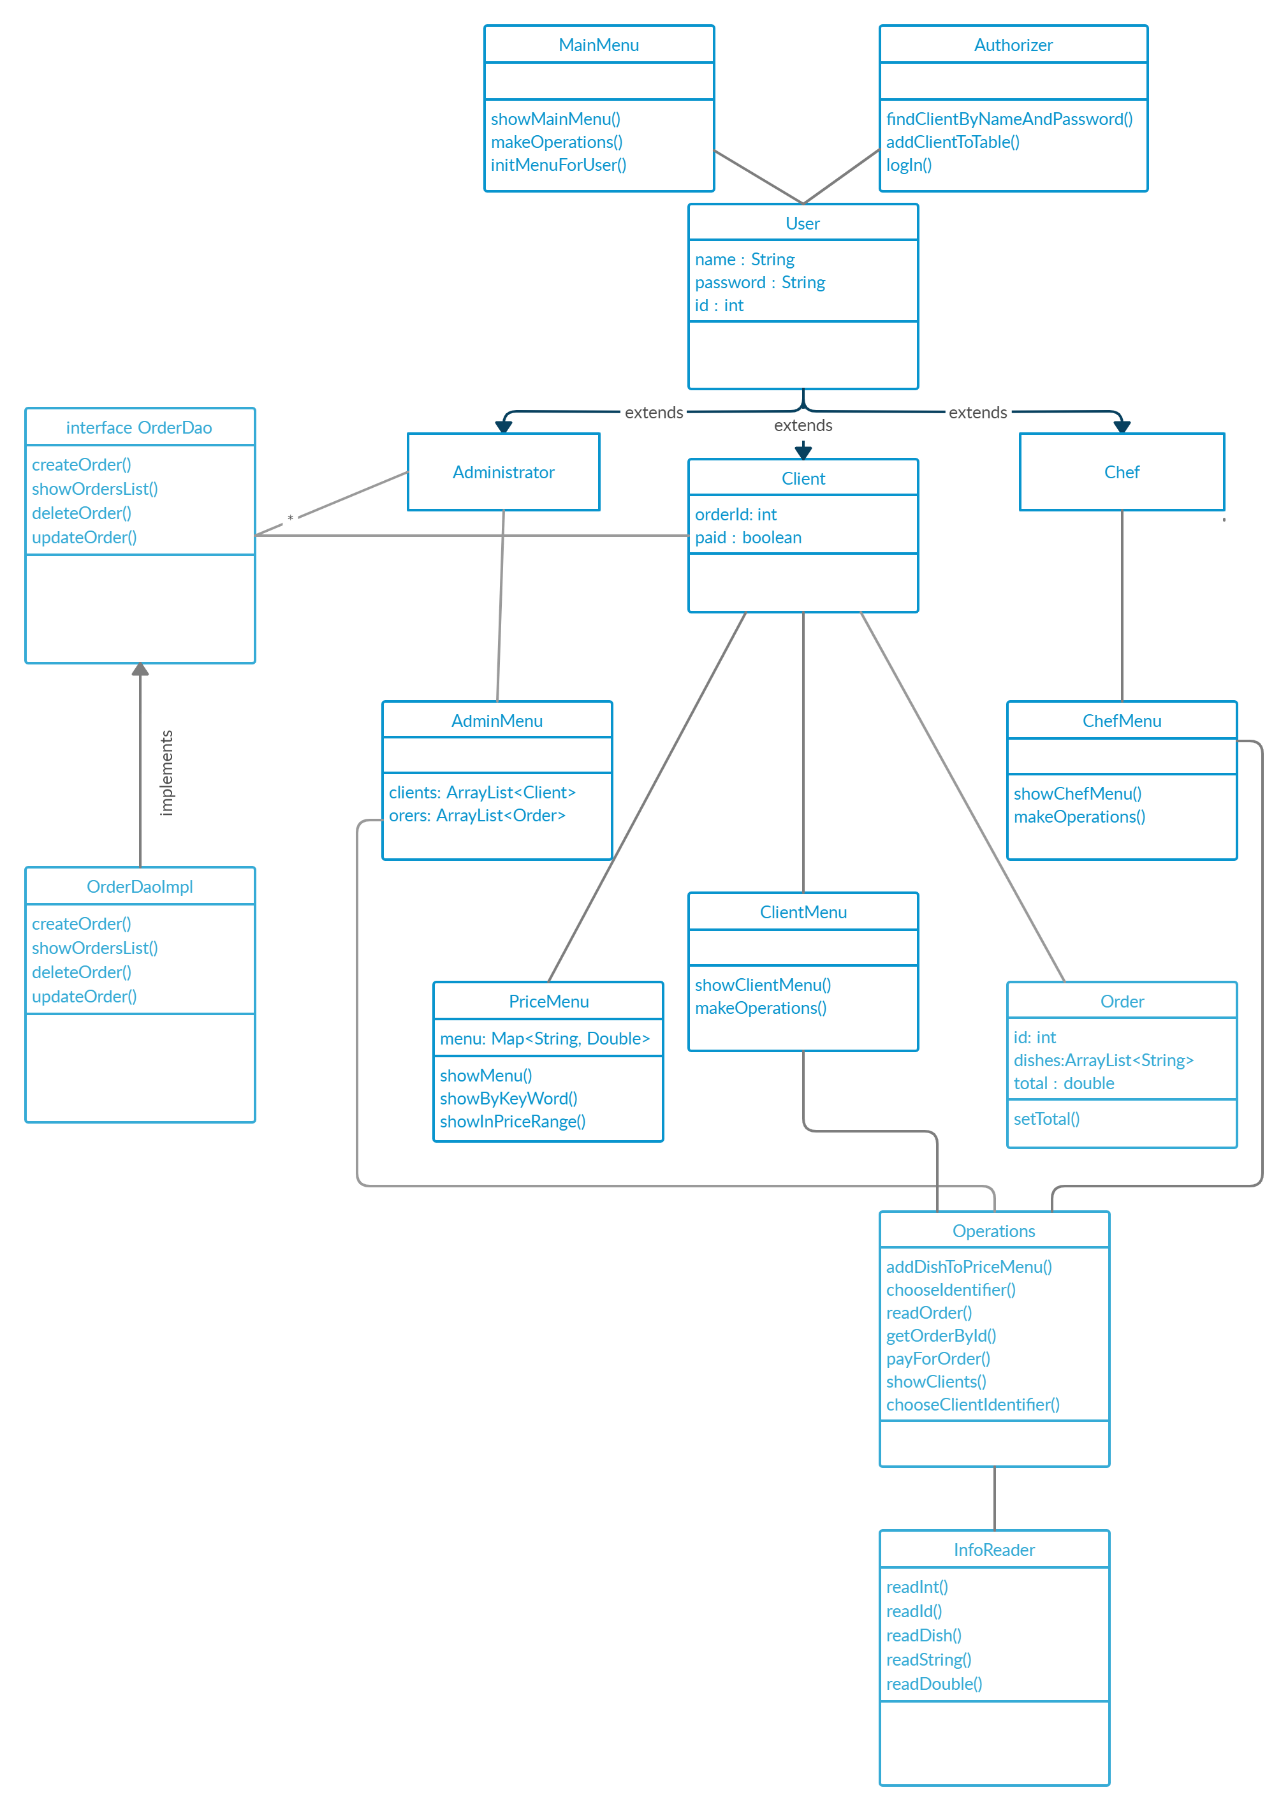 MainMenu
showMainMenu()
makeOperations()
initMenuForUser()
Authorizer
findClientByNameAndPassword()
addClientToTable()
logIn()
User
name : String
password : String
id : int
extends
extends
extends
interface OrderDao
createOrder()
showOrdersList()
deleteOrder()
updateOrder()
*
Administrator
Client
orderId: int
paid : boolean
Chef
implements
AdminMenu
clients: ArrayList<Client>
orers: ArrayList<Order>
ChefMenu
showChefMenu()
makeOperations()
OrderDaoImpl
createOrder()
showOrdersList()
deleteOrder()
updateOrder()
ClientMenu
showClientMenu()
makeOperations()
PriceMenu
menu: Map<String, Double>
showMenu()
showByKeyWord()
showInPriceRange()
Order
id: int
dishes:ArrayList<String>
total : double
setTotal()
Operations
addDishToPriceMenu()
chooseIdentifier()
readOrder()
getOrderById()
payForOrder()
showClients()
chooseClientIdentifier()
InfoReader
readInt()
readId()
readDish()
readString()
readDouble()